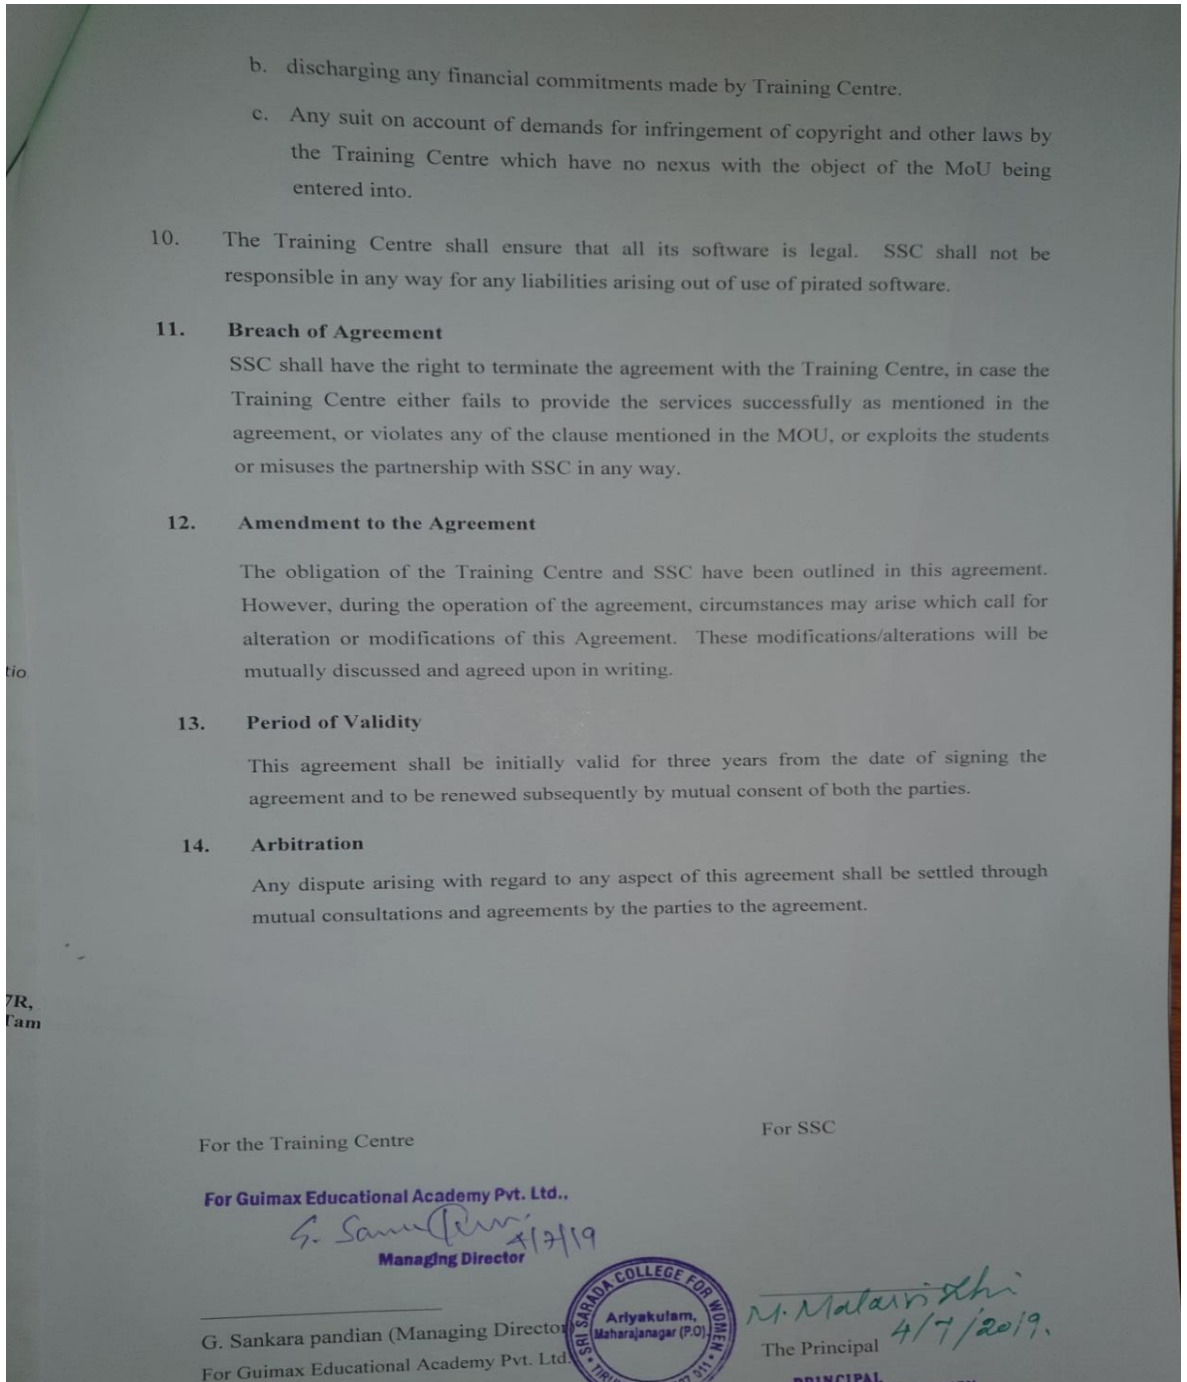 b. discharging any financial commitments made by Training Centre.
c. Any suit on account of demands for infringement of copyright and other laws by
the Training Centre which have no nexus with the object of the MoU being
entered into.
10. The Training Centre shall ensure that all its software is legal. SSC shall not be
responsible in any way for any liabilities arising out of use of pirated software.
11. Breach of Agreement
SSC shall have the right to terminate the agreement with the Training Centre, in case the
Training Centre either fails to provide the services successfully as mentioned in the
agreement, or violates any of the clause mentioned in the MOU, or exploits the students
or misuses the partnership with SSC in any way.
12. Amendment to the Agreement
The obligation of the Training Centre and SSC have been outlined in this agreement.
However, during the operation of the agreement, circumstances may arise which call for
alteration or modifications of this Agreement. These modifications/alterations will be
tio
mutually discussed and agreed upon in writing.
13. Period of Validity
This agreement shall be initially valid for three years from the date of signing the
agreement and to be renewed subsequently by mutual consent of both the parties.
14. Arbitration
Any dispute arising with regard to any aspect of this agreement shall be settled through
mutual consultations and agreements by the parties to the agreement.
7R,
Tam
For the Training Centre
For SSC
For Guimax Educational Academy Pvt. Ltd.,
4/7/19
Managing Director
SRI SARADA COLLEGE FOR WOMEN
Ariyakulam,
Maharajanagar (P.O)
011
M.
4/7/2019.
G. Sankara pandian (Managing Director
The Principal
For Guimax Educational Academy Pvt. Ltd.
PRINCIPAL